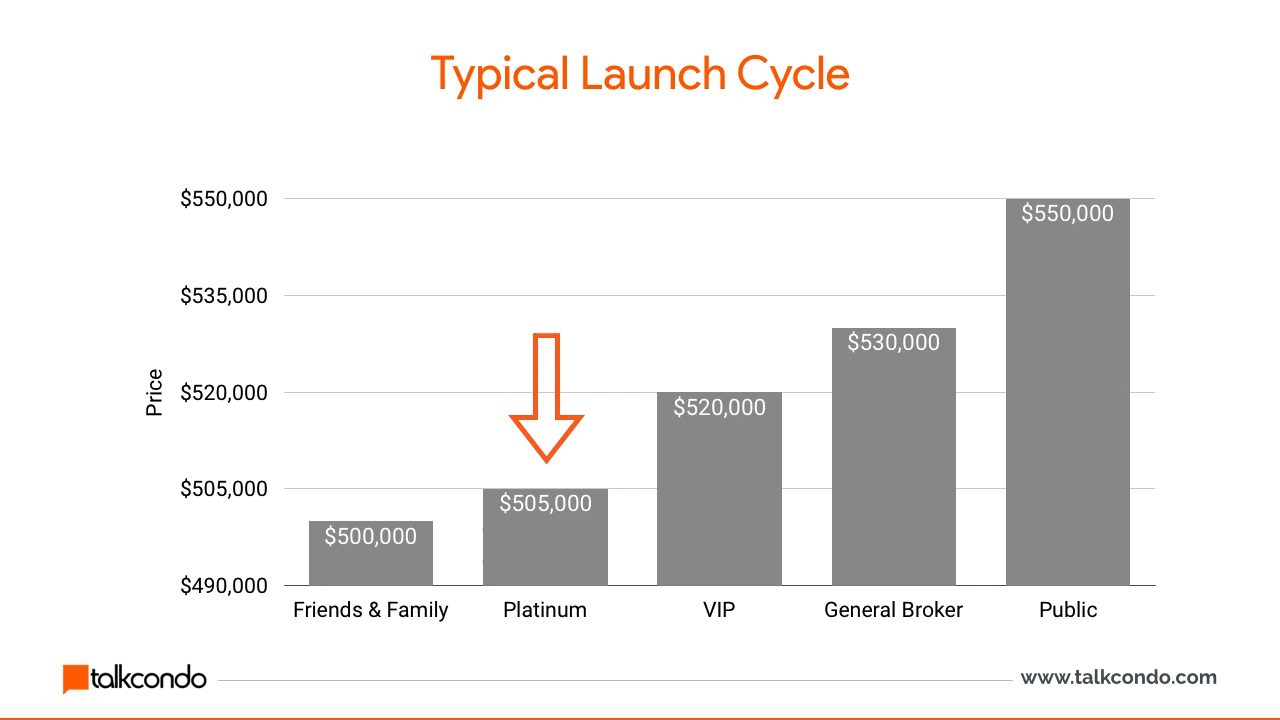 Typical Launch Cycle
$550,000
$550,000
$535,000
$530,000
Price
$520,000
$520,000
$505,000
$505,000
$500,000
$490,000
Friends & Family Platinum VIP General Broker Public
talkcondo www.talkcondo.com